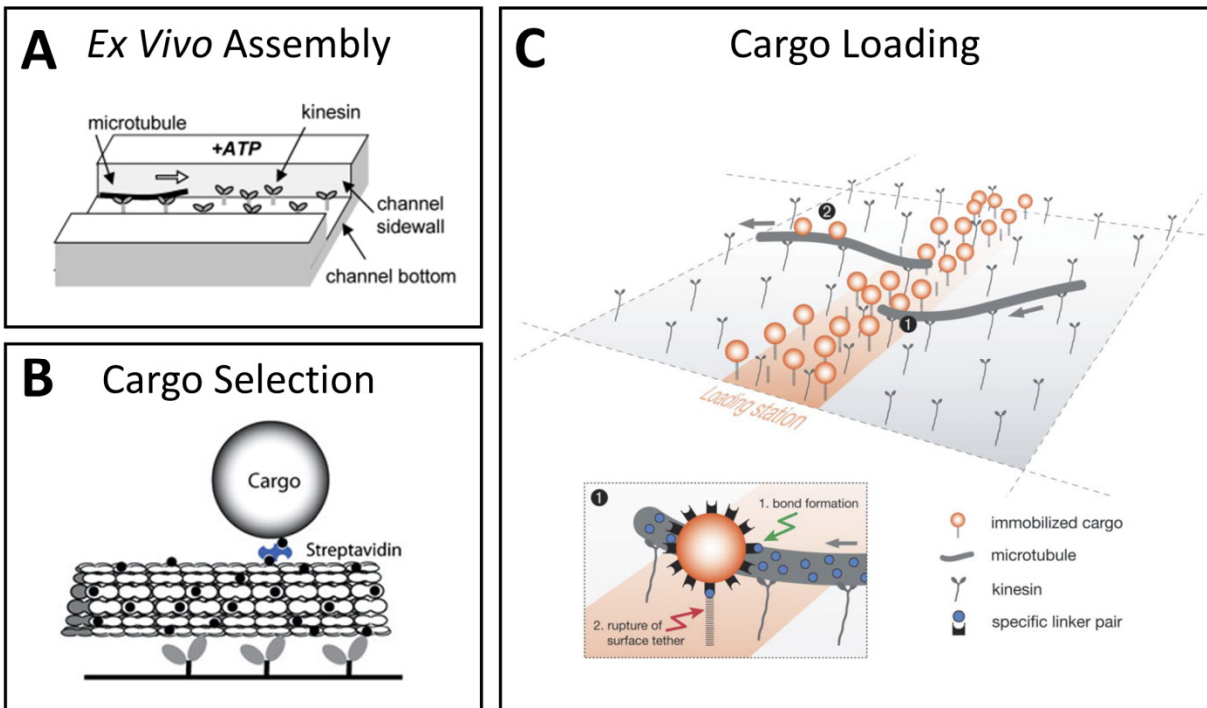 A
Ex Vivo Assembly
microtubule
kinesin
+ATP
channel
sidewall
channel bottom
B
Cargo Selection
Cargo
Streptavidin
C
Cargo Loading
2
1
Loading station
1
1. bond formation
2. rupture of
surface tether
immobilized cargo
microtubule
kinesin
specific linker pair